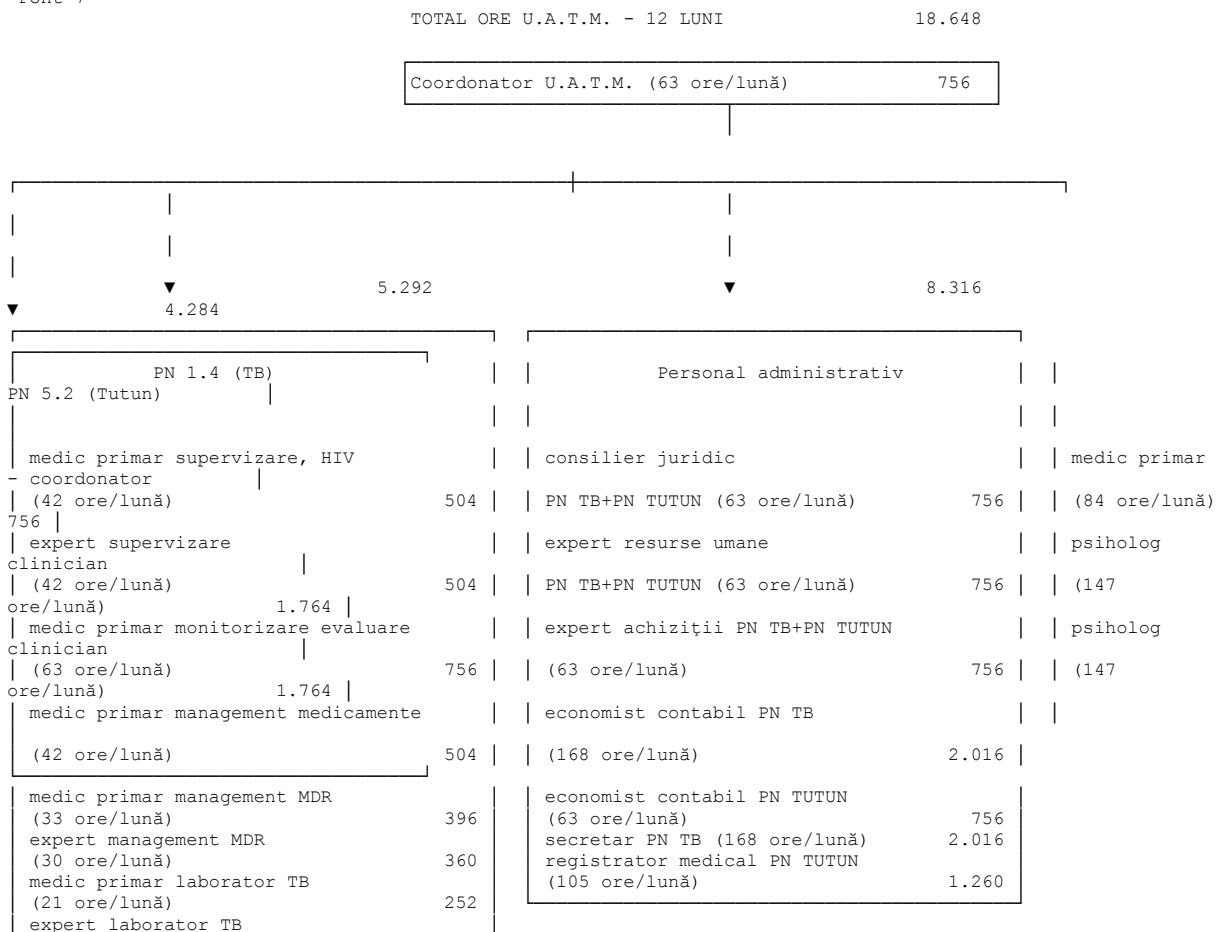 TOTAL ORE U.A.T.M. - 12 LUNI 18.648
Coordonator U.A.T.M. (63 ore/lună) 756
▼ 5.292 ▼ 8.316
▼ 4.284
PN 1.4 (TB) Personal administrativ
PN 5.2 (Tutun)
medic primar supervizare, HIV consilier juridic medic primar
- coordonator
(42 ore/lună) 504 PN TB+PN TUTUN (63 ore/lună) 756 (84 ore/lună)
756
expert supervizare expert resurse umane psiholog
clinician
(42 ore/lună) 504 PN TB+PN TUTUN (63 ore/lună) 756 (147
ore/lună) 1.764
medic primar monitorizare evaluare expert achiziţii PN TB+PN TUTUN psiholog
clinician
(63 ore/lună) 756 (63 ore/lună) 756 (147
ore/lună) 1.764
medic primar management medicamente economist contabil PN TB
(42 ore/lună) 504 (168 ore/lună) 2.016
medic primar management MDR economist contabil PN TUTUN
(33 ore/lună) 396 (63 ore/lună) 756
expert management MDR secretar PN TB (168 ore/lună) 2.016
(30 ore/lună) 360 registrator medical PN TUTUN
medic primar laborator TB (105 ore/lună) 1.260
(21 ore/lună) 252
expert laborator TB